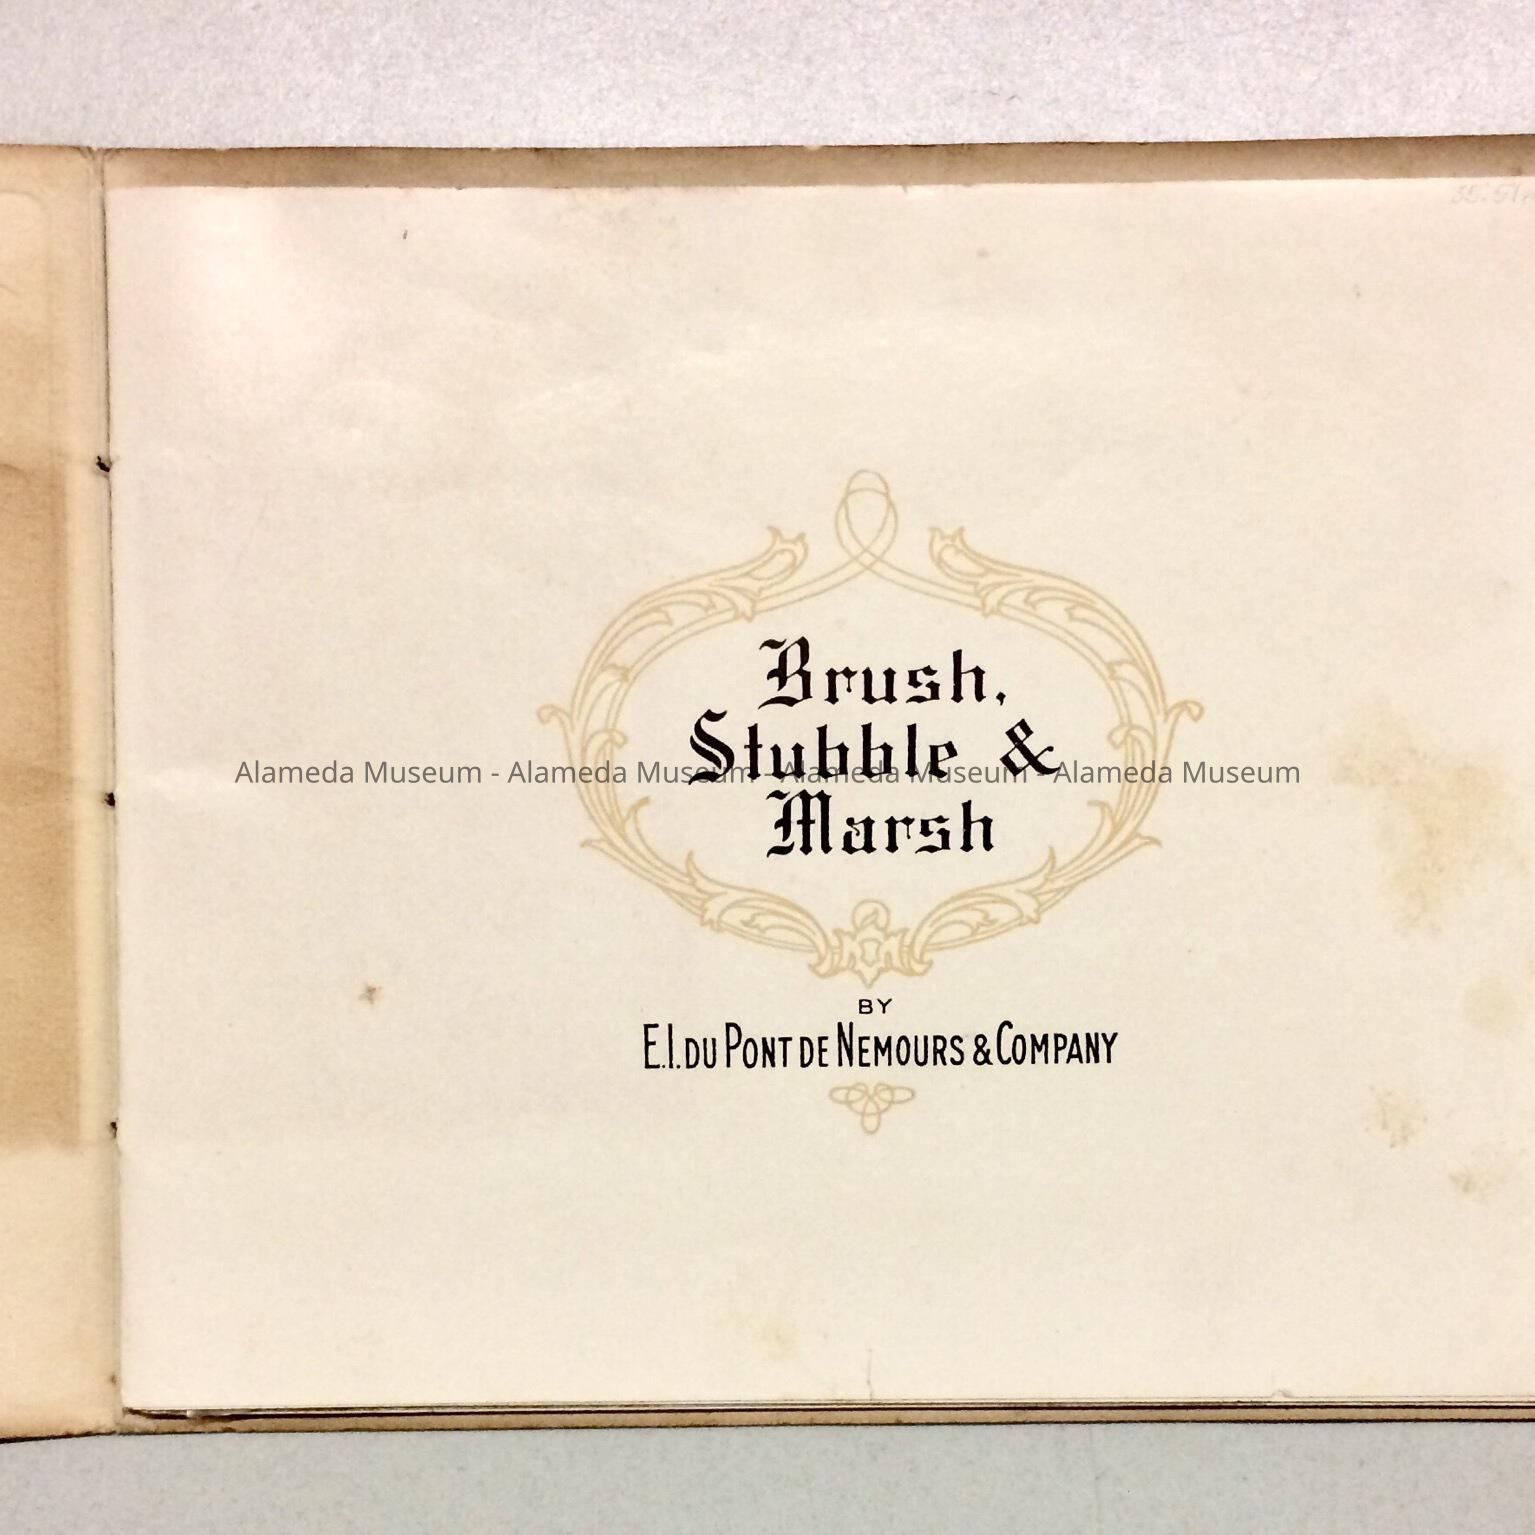 Brush,
Stubble &
Marsh
Alameda Museum - Alameda Museum - Alameda Museum - Alameda Museum
BY
E.I. DU PONT DE NEMOURS & COMPANY